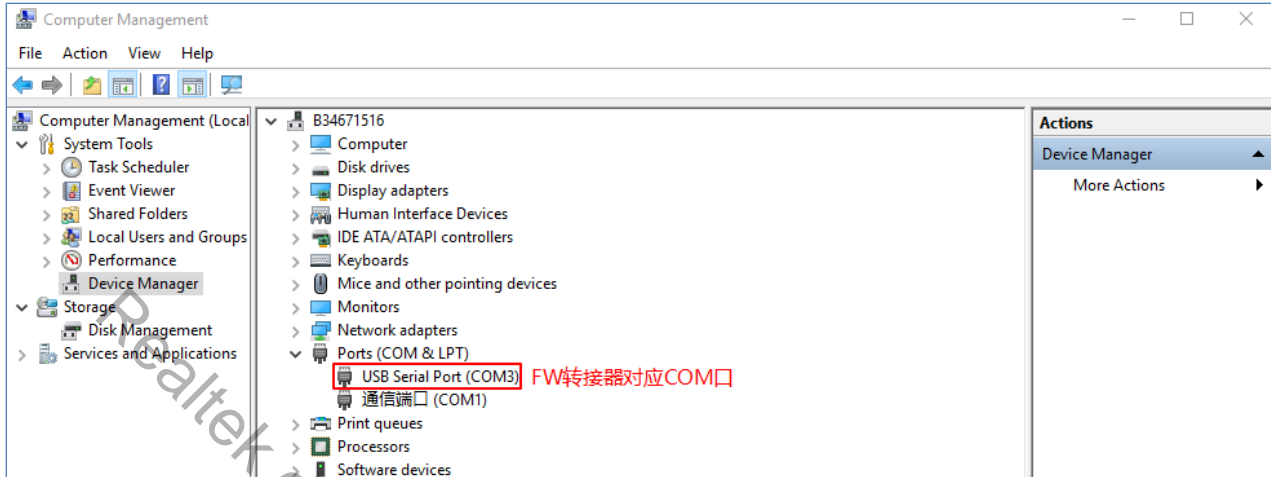 Computer Management
File Action View Help
Computer Management (Local
System Tools
Task Scheduler
Event Viewer
Shared Folders
Local Users and Groups
Performance
Device Manager
Storage
Disk Management
Services and Applications
B34671516
Computer
Disk drives
Display adapters
Human Interface Devices
IDE ATA/ATAPI controllers
Keyboards
Mice and other pointing devices
Monitors
Network adapters
Ports (COM & LPT)
USB Serial Port (COM3) FW转接器对应COM口
通信端口 (COM1)
Print queues
Processors
Software devices
Actions
Device Manager
More Actions
Realtek